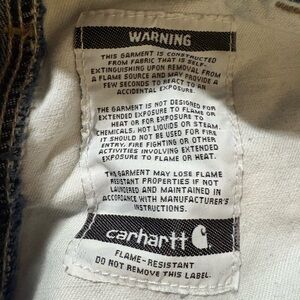 WARNING
THIS GARMENT IS CONSTRUCTED
FROM FABRIC THAT IS SELF-
EXTINGUISHING UPON REMOVAL FROM
A FLAME SOURCE AND MAY PROVIDE A
FEW SECONDS TO REACT TO AN
ACCIDENTAL EXPOSURE.
THE GARMENT IS NOT DESIGNED FOR
EXTENDED EXPOSURE TO FLAME OR
HEAT OR FOR EXPOSURE TO
CHEMICALS, HOT LIQUIDS OR STEAM.
IT SHOULD NOT BE USED FOR FIRE
ENTRY, FIRE FIGHTING OR OTHER
ACTIVITIES INVOLVING EXTENDED
EXPOSURE TO FLAME OR HEAT.
THE GARMENT MAY LOSE FLAME
RESISTANT PROPERTIES IF NOT
LAUNDERED AND MAINTAINED IN
ACCORDANCE WITH MANUFACTURER'S
INSTRUCTIONS.
carhartt
FLAME-RESISTANT
DO NOT REMOVE THIS LABEL.